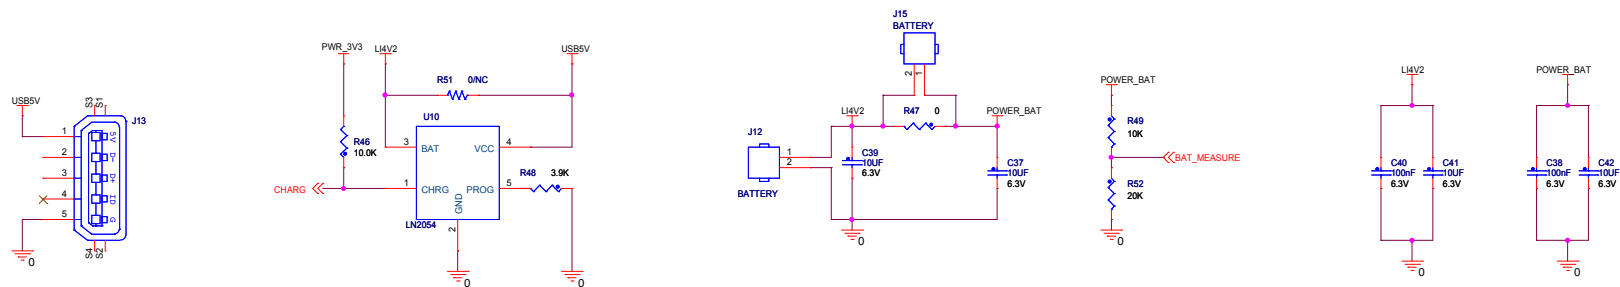 USB5V
S3
S1
J13
1
2
3
4
5
5V
D-
D+
ID
G
S4
S2
0
PWR_3V3
LI4V2
USB5V
R51
0/NC
U10
R46
10.0K
3
BAT
VCC
4
R48
3.9K
CHARG
1
CHRG
PROG
5
GND
LN2054
2
0
0
J15
BATTERY
2
1
LI4V2
R47
0
POWER_BAT
J12
1
2
BATTERY
C39
10UF
6.3V
C37
10UF
6.3V
0
POWER_BAT
R49
10K
BAT_MEASURE
R52
20K
0
LI4V2
C40
100nF
6.3V
C41
10UF
6.3V
0
POWER_BAT
C38
100nF
6.3V
C42
10UF
6.3V
0